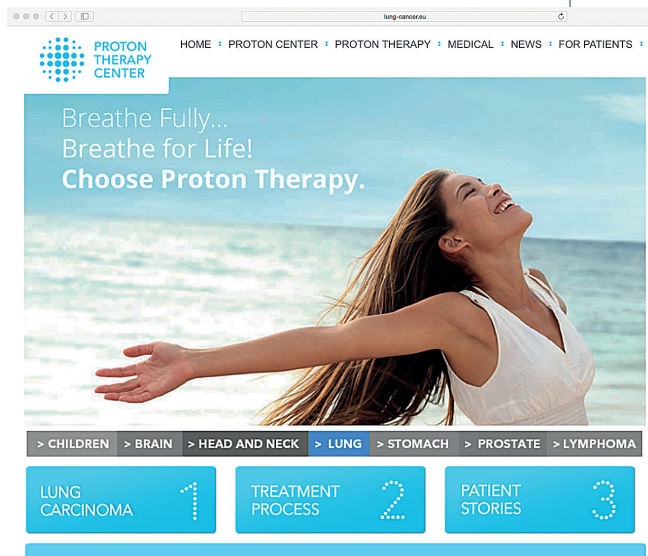 lung-cancer.eu
PROTON
THERAPY
CENTER
HOME : PROTON CENTER : PROTON THERAPY : MEDICAL : NEWS : FOR PATIENTS :
Breathe Fully...
Breathe for Life!
Choose Proton Therapy.
> CHILDREN > BRAIN > HEAD AND NECK > LUNG > STOMACH > PROSTATE > LYMPHOMA
LUNG
CARCINOMA
1
TREATMENT
PROCESS
2
PATIENT
STORIES
3